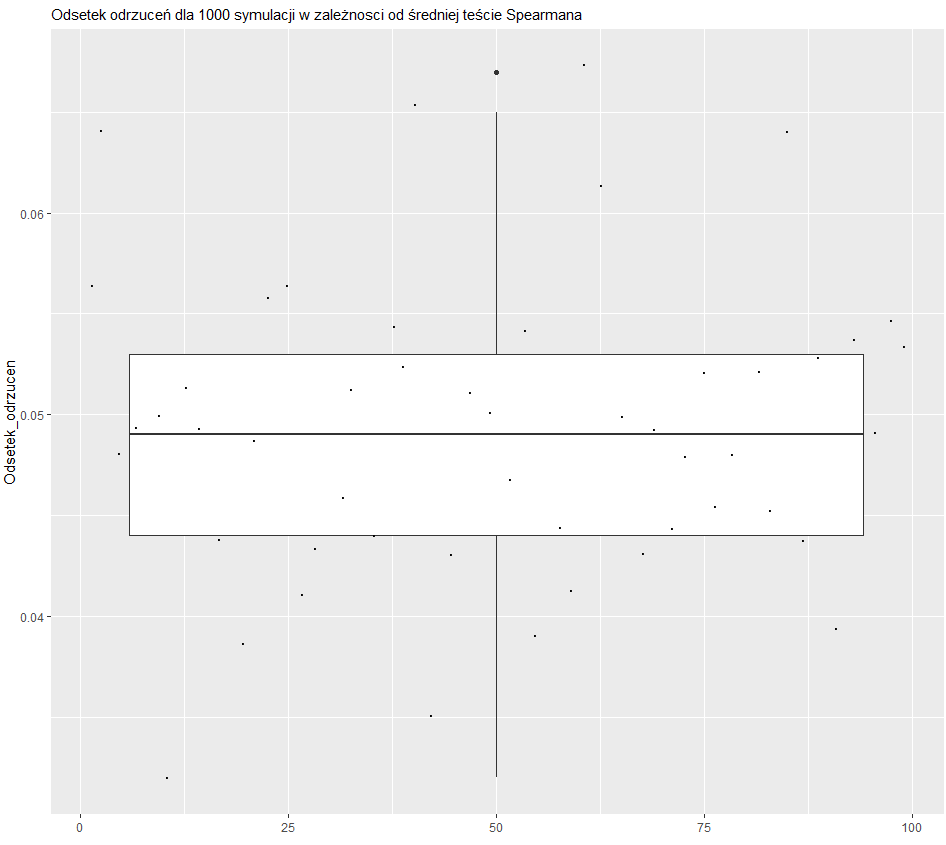 Odsetek odrzuceń dla 1000 symulacji w zależnosci od średniej teście Spearmana
0.06
0.05
0.04
Odsetek_odrzucen
0 25 50 75 100